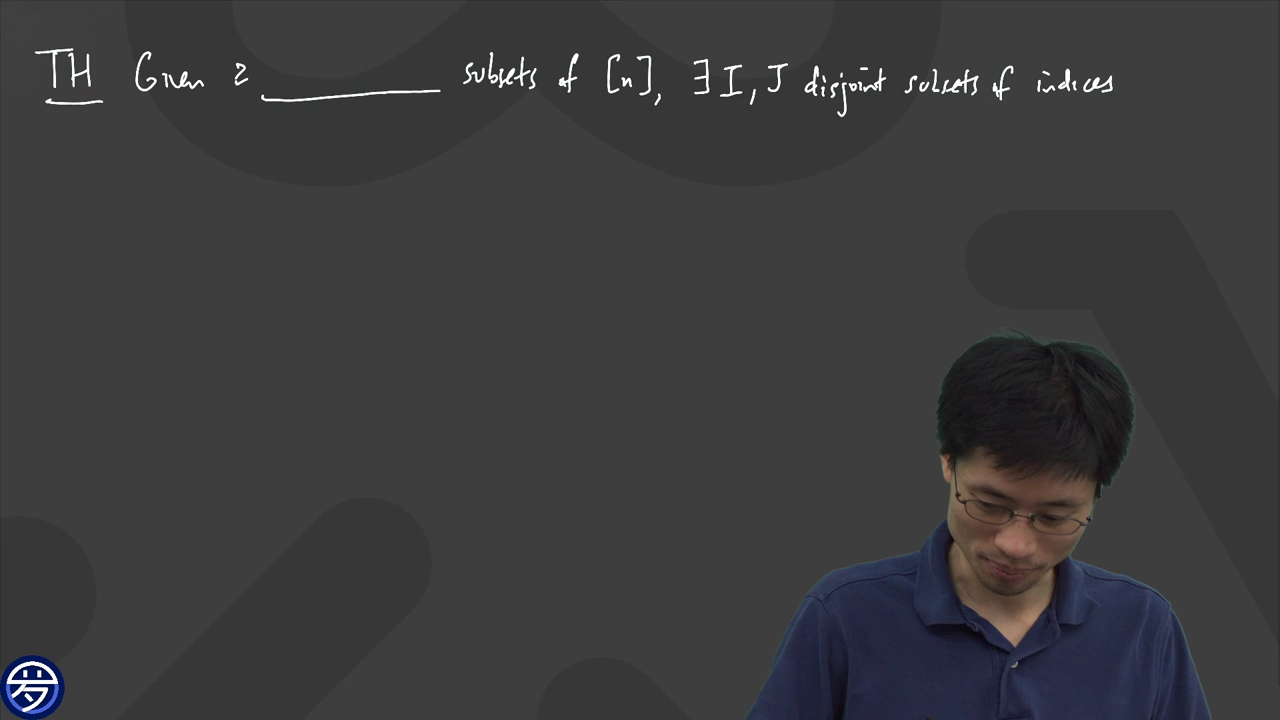 TH Given ≥ ________ subsets of [n], ∃ I, J disjoint subsets of indices